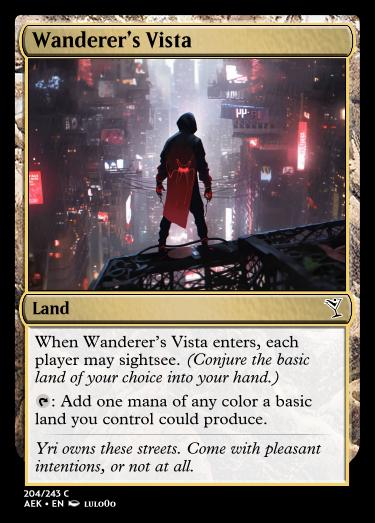 Wanderer's Vista
Land
When Wanderer's Vista enters, each
player may sightsee. (Conjure the basic
land of your choice into your hand.)
: Add one mana of any color a basic
land you control could produce.
Yri owns these streets. Come with pleasant
intentions, or not at all.
204/243 C
AEK • EN LULO0o